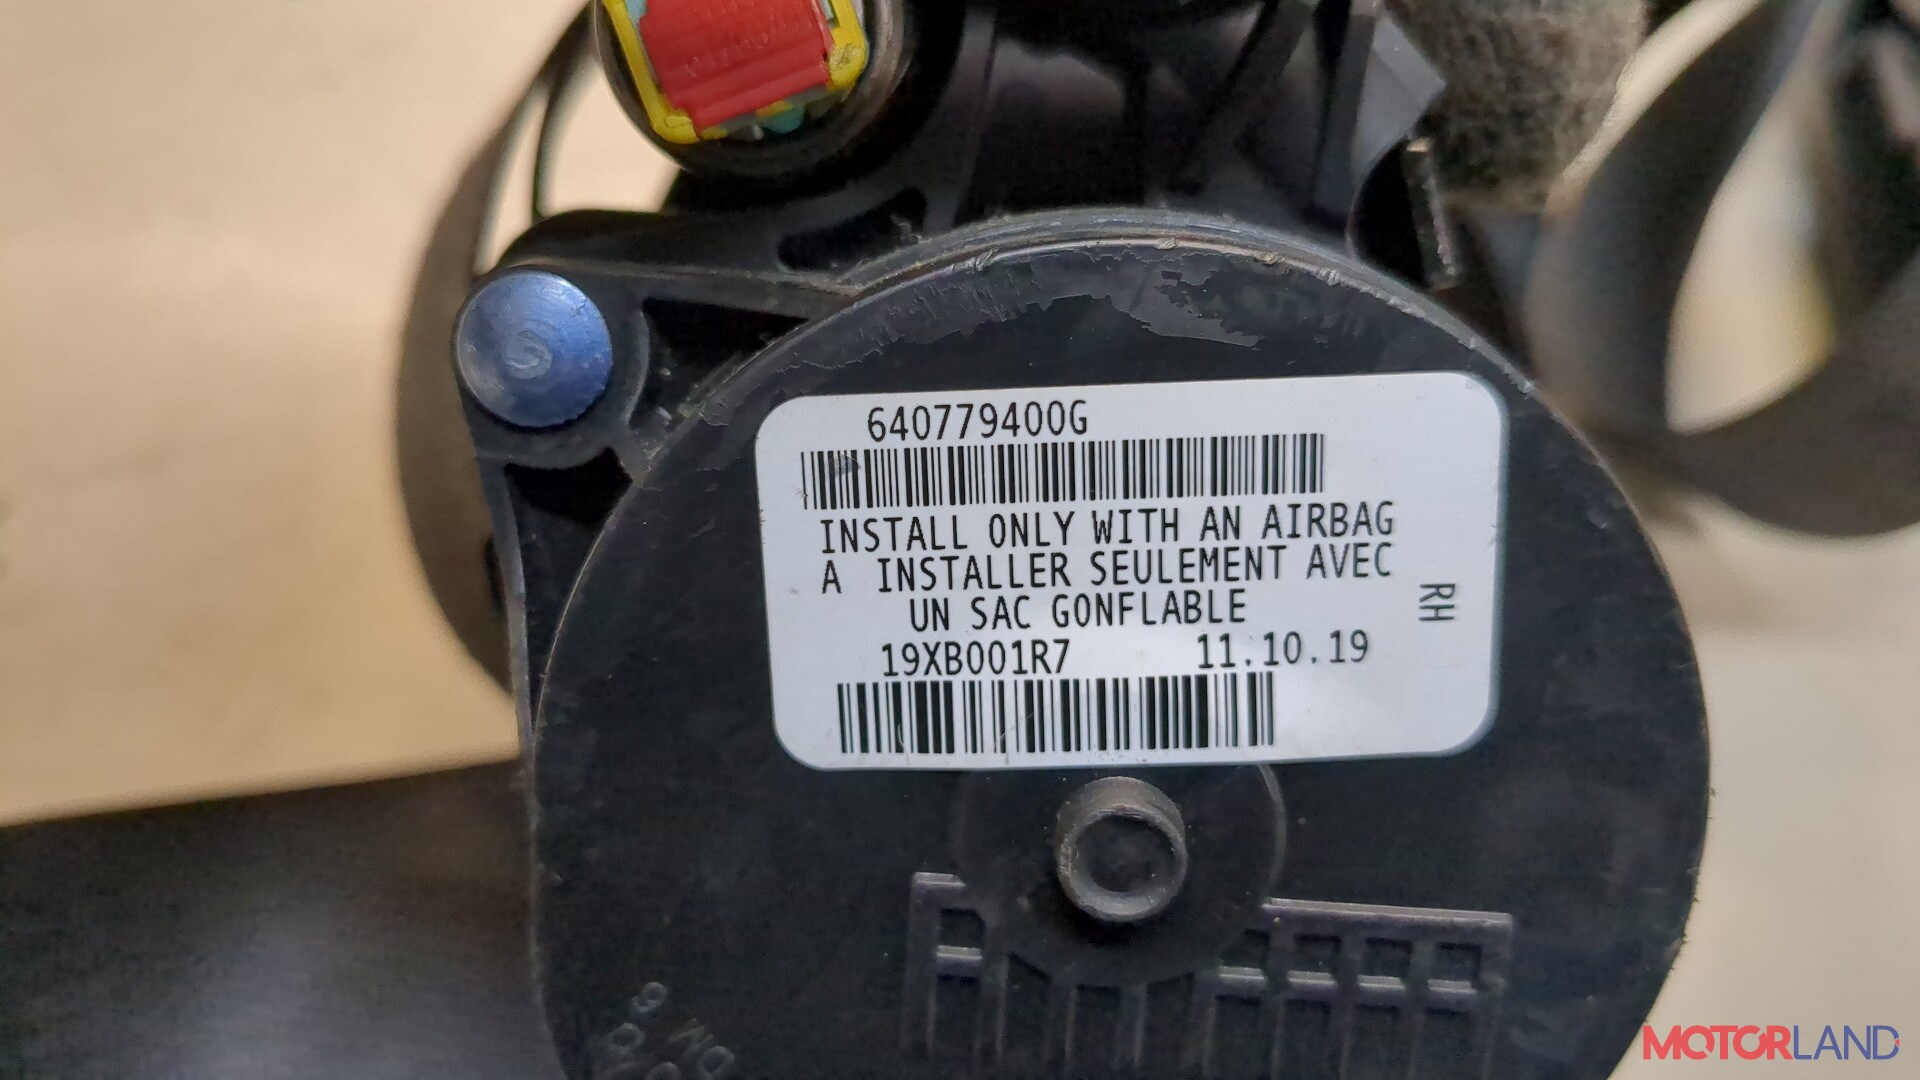 640779400G
INSTALL ONLY WITH AN AIRBAG
A INSTALLER SEULEMENT AVEC
UN SAC GONFLABLE
RH
19XB001R7 11.10.19
MOTORLAND